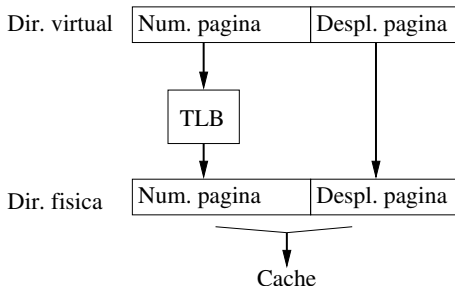 Dir. virtual Num. pagina Despl. pagina
TLB
Dir. fisica Num. pagina Despl. pagina
Cache